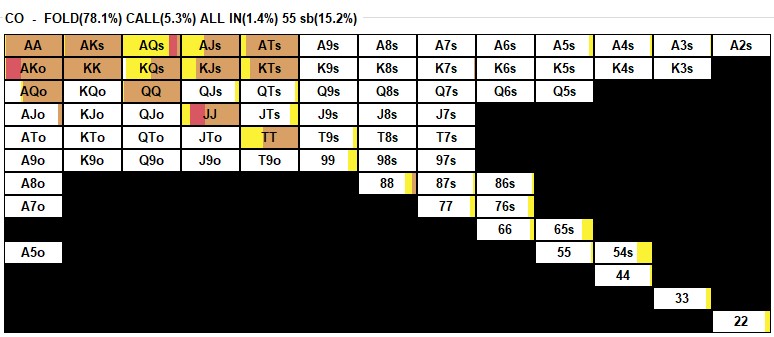 CO - FOLD(78.1%) CALL(5.3%) ALL IN(1.4%) 55 sb(15.2%)
AA AKs AQs AJs ATs A9s A8s A7s A6s A5s A4s A3s A2s
AKo KK KQs KJs KTs K9s K8s K7s K6s K5s K4s K3s
AQo KQo QQ QJs QTs Q9s Q8s Q7s Q6s Q5s
AJo KJo QJo JJ JTs J9s J8s J7s
ATo KTo QTo JTo TT T9s T8s T7s
A9o K9o Q9o J9o T9o 99 98s 97s
A8o 88 87s 86s
A7o 77 76s
66 65s
A5o 55 54s
44
33
22